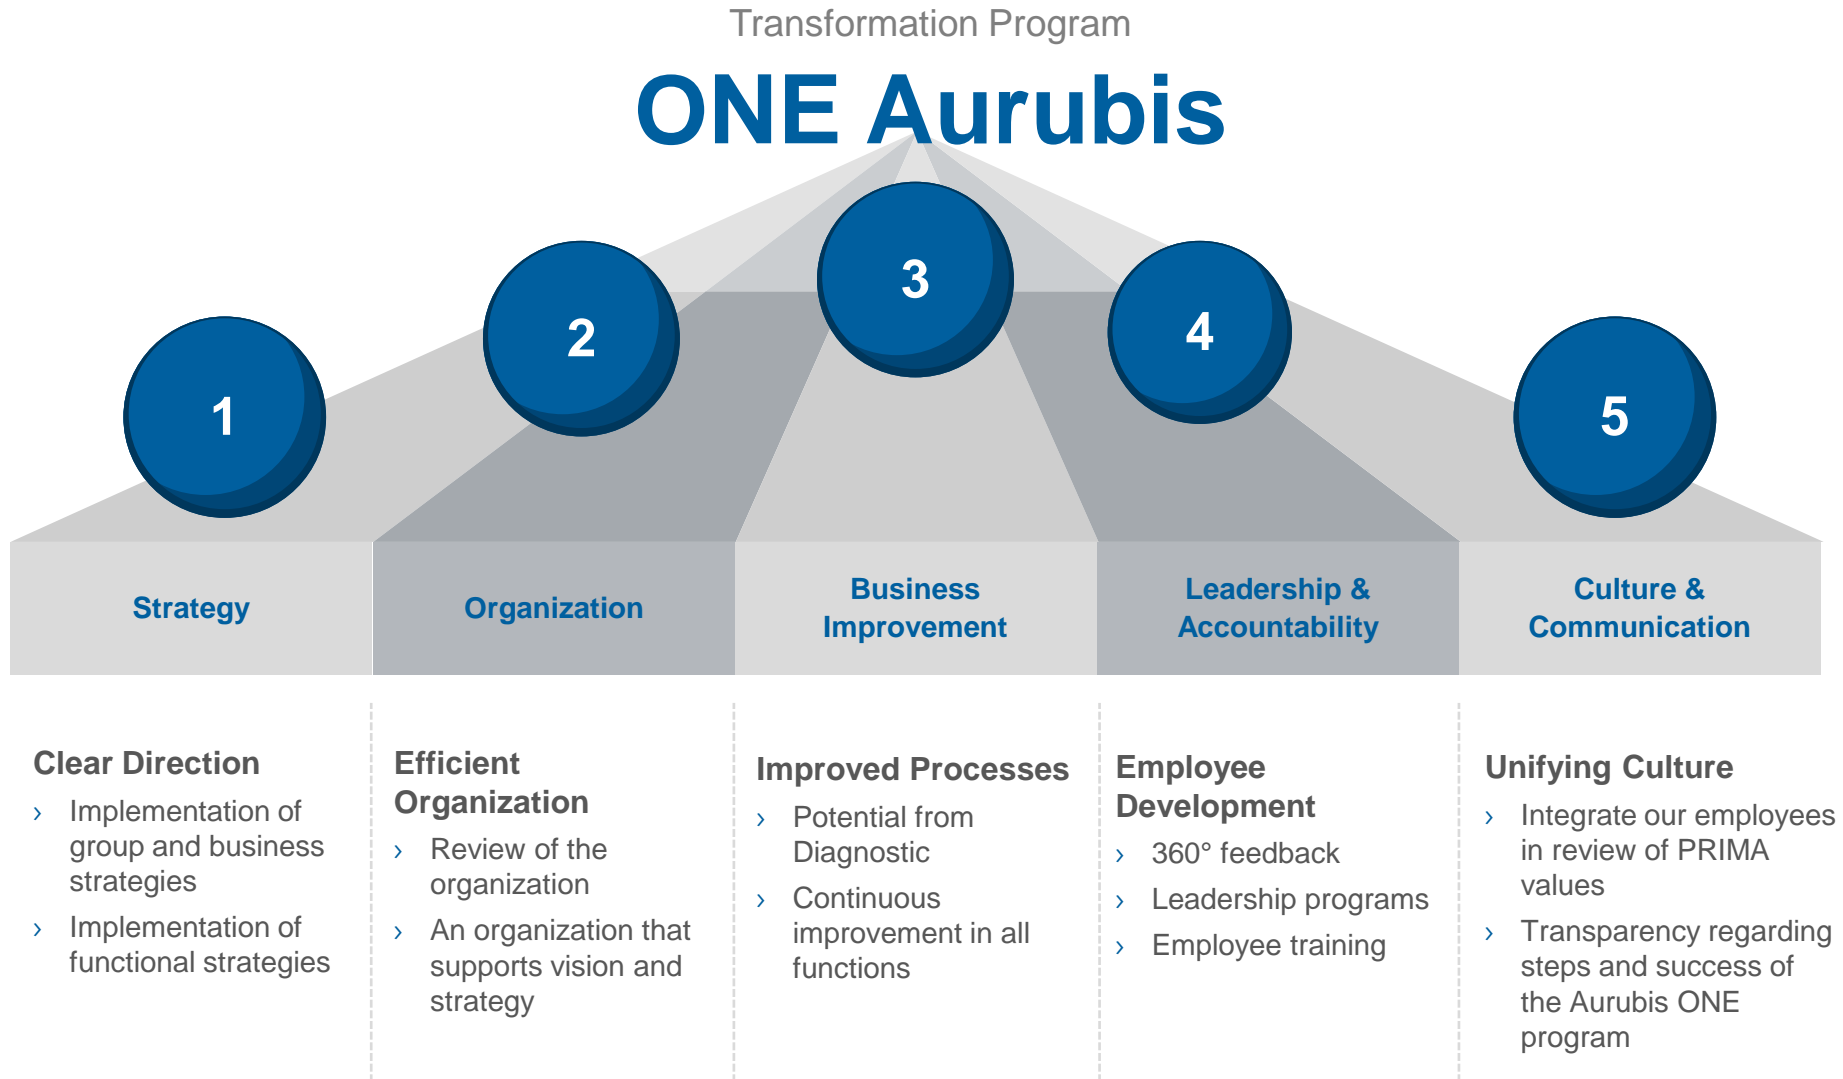 Transformation Program
ONE Aurubis
1
2
3
4
5
Strategy
Organization
Business
Improvement
Leadership &
Accountability
Culture &
Communication
Clear Direction
› Implementation of
group and business
strategies
› Implementation of
functional strategies
Efficient
Organization
› Review of the
organization
› An organization that
supports vision and
strategy
Improved Processes
› Potential from
Diagnostic
› Continuous
improvement in all
functions
Employee
Development
› 360° feedback
› Leadership programs
› Employee training
Unifying Culture
› Integrate our employees
in review of PRIMA
values
› Transparency regarding
steps and success of
the Aurubis ONE
program